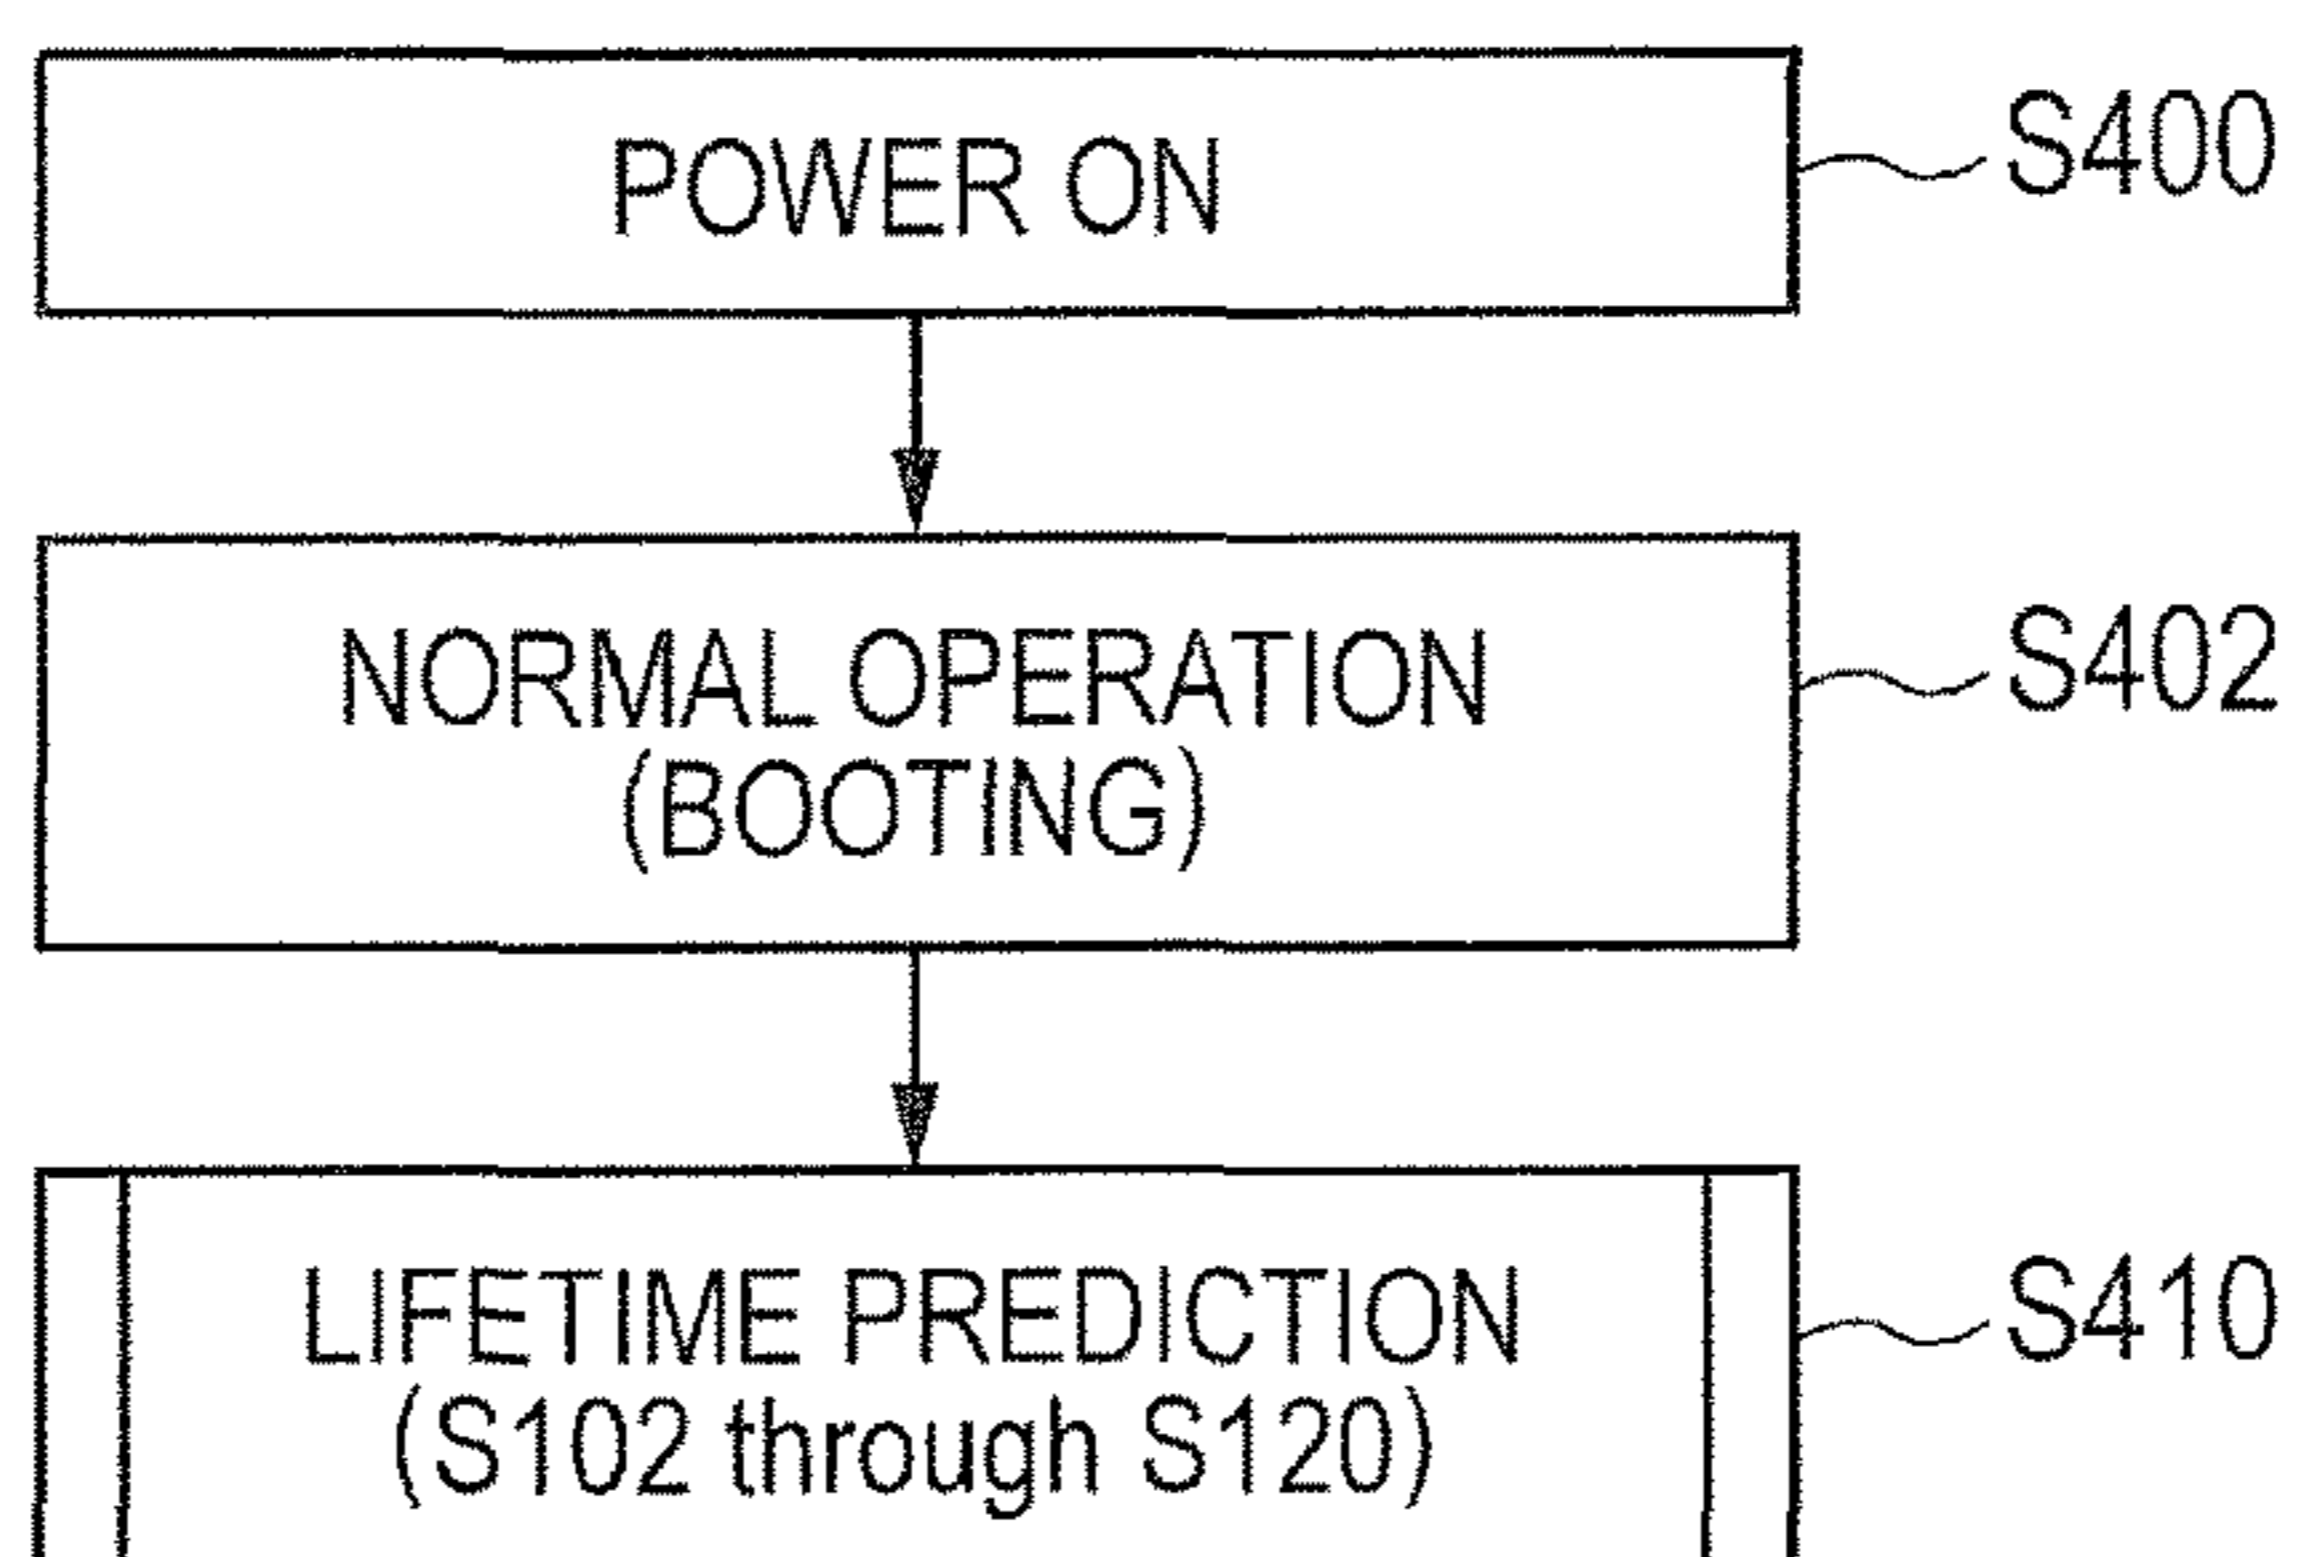 POWER ON
S400
NORMAL OPERATION
(BOOTING)
S402
LIFETIME PREDICTION
(S102 through S120)
S410